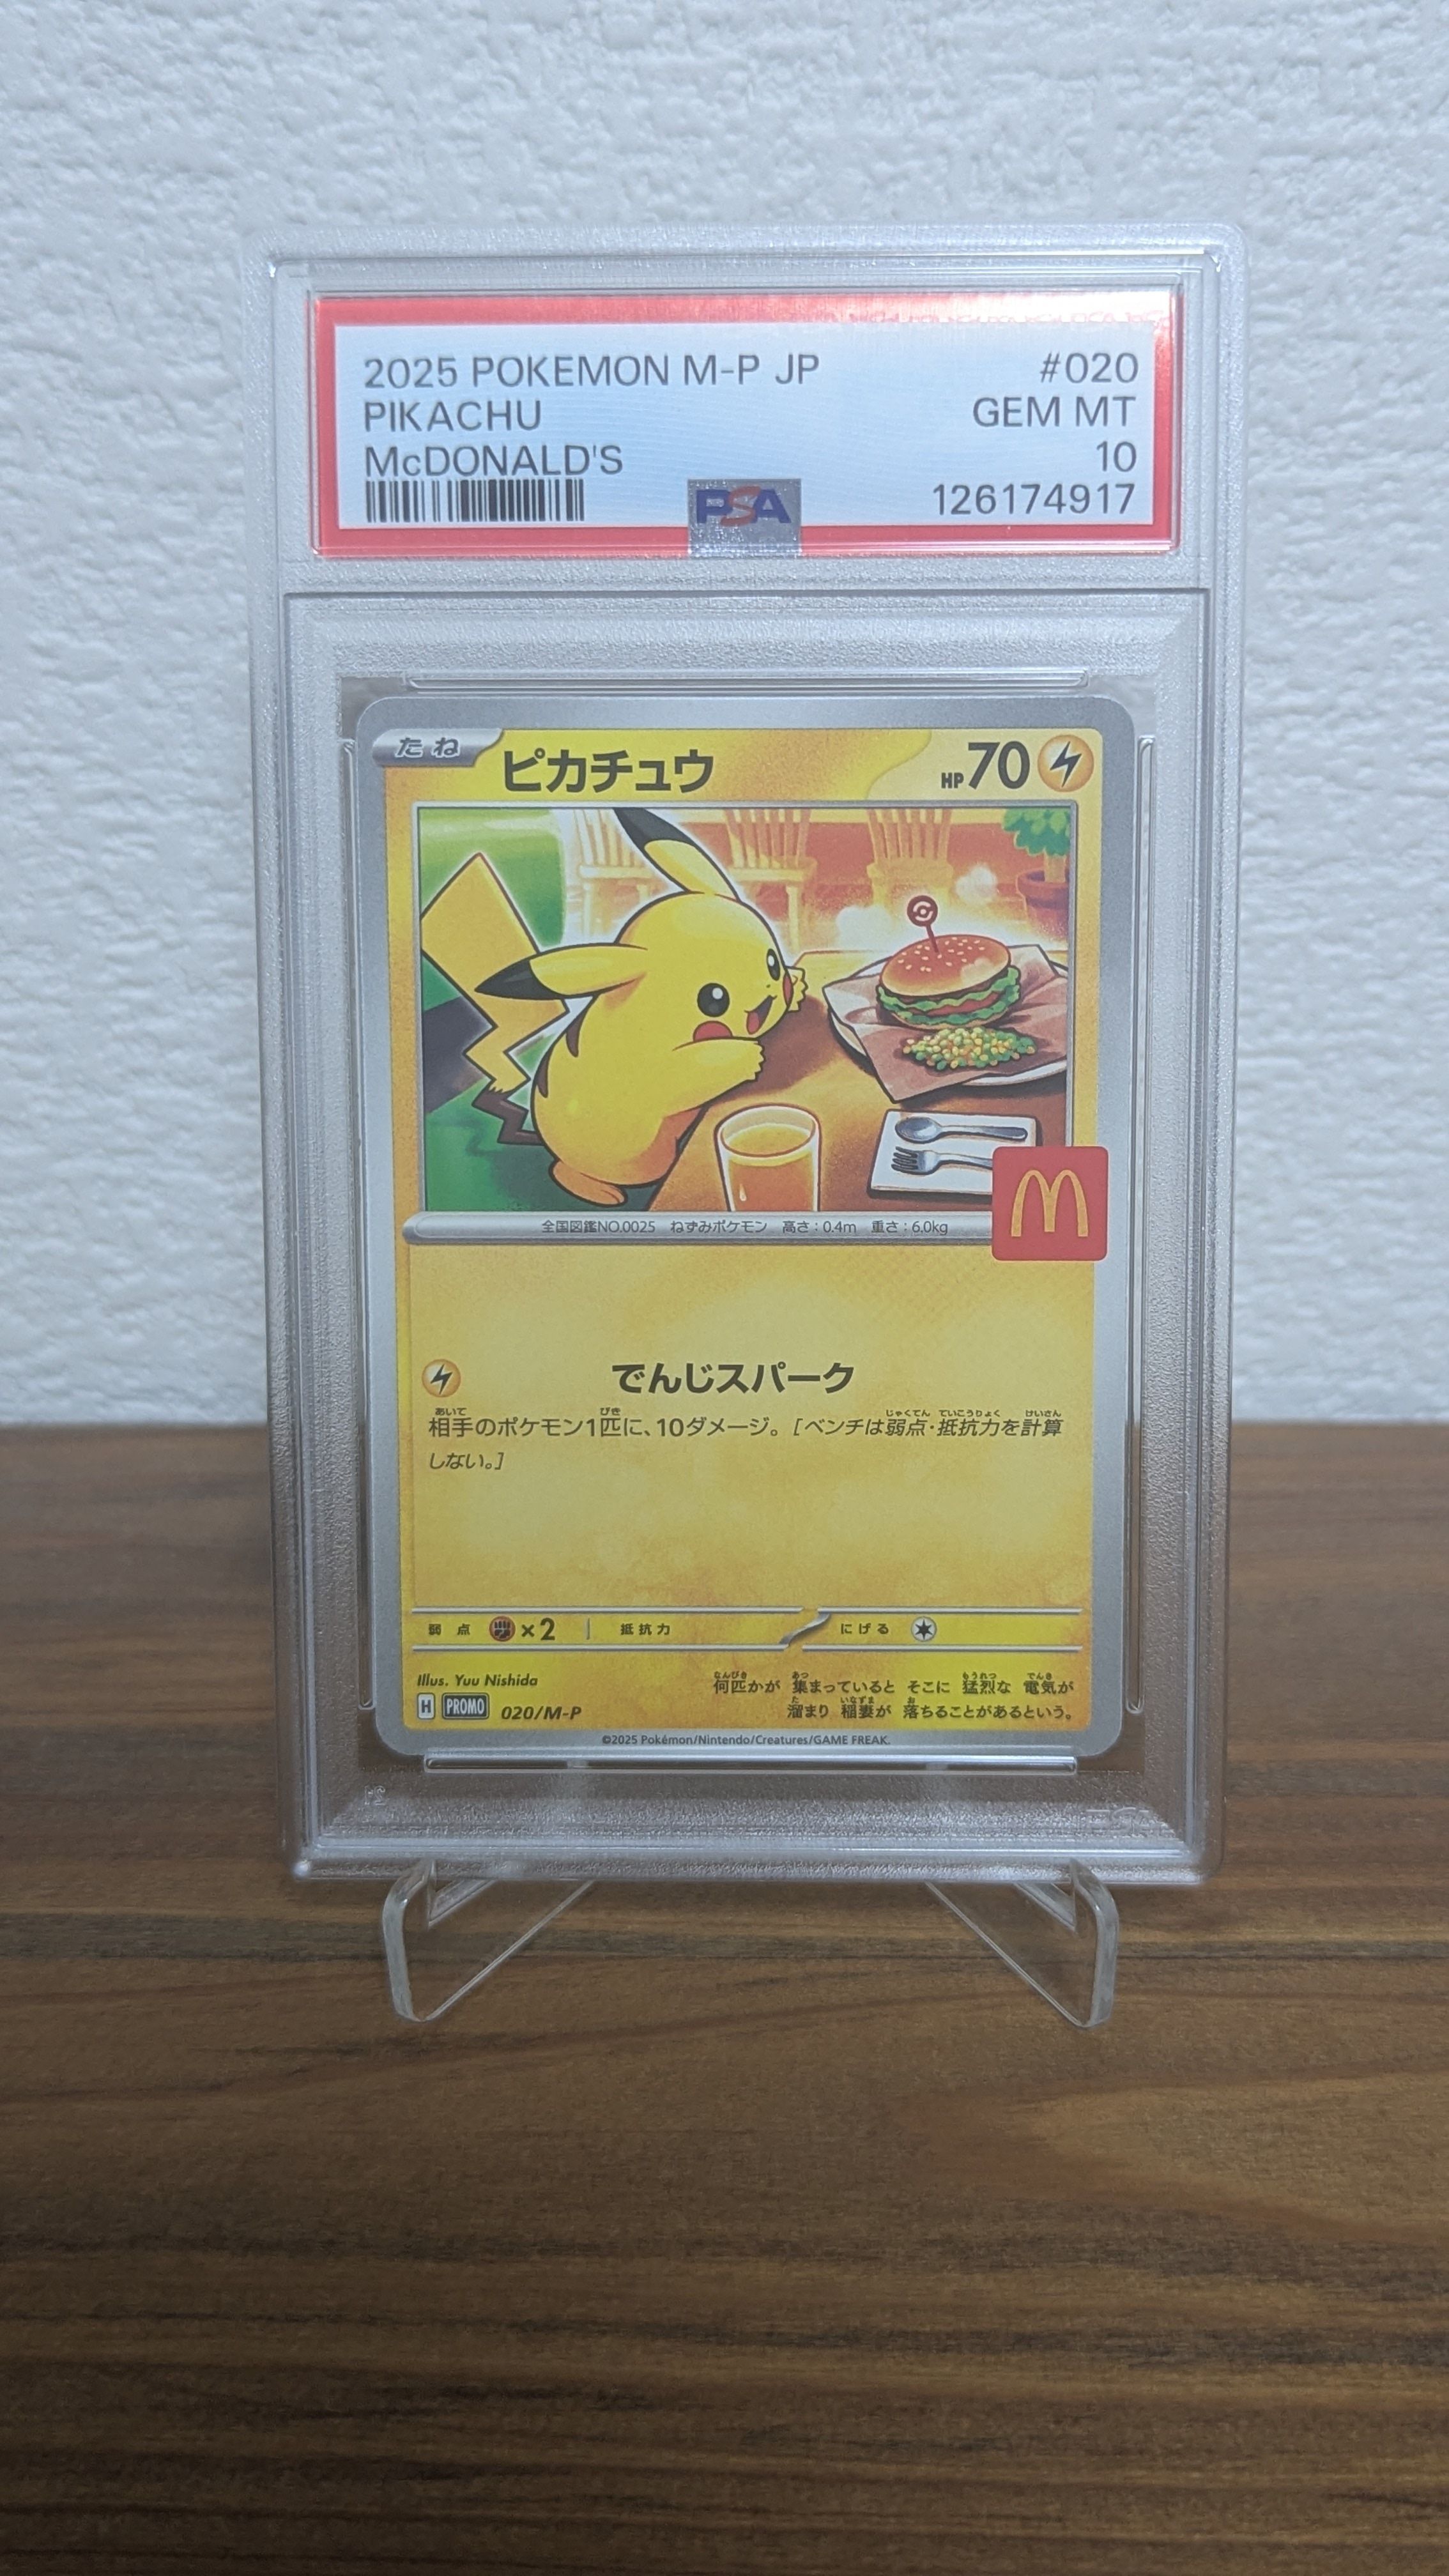 2025 POKEMON M-P JP #020
PIKACHU GEM MT
McDONALD'S 10
PSA 126174917
たね ピカチュウ HP70
全国図鑑NO.0025 ねずみポケモン 高さ:0.4m 重さ:6.0kg
でんじスパーク
相手のポケモン1匹に、10ダメージ。[ベンチは弱点・抵抗力を計算
しない。]
弱点 ×2 抵抗力 にげる
Illus. Yuu Nishida
何匹かが 集まっていると そこに 猛烈な 電気が
溜まり 稲妻が 落ちることがあるという。
H PROMO 020/M-P
©2025 Pokémon/Nintendo/Creatures/GAME FREAK.